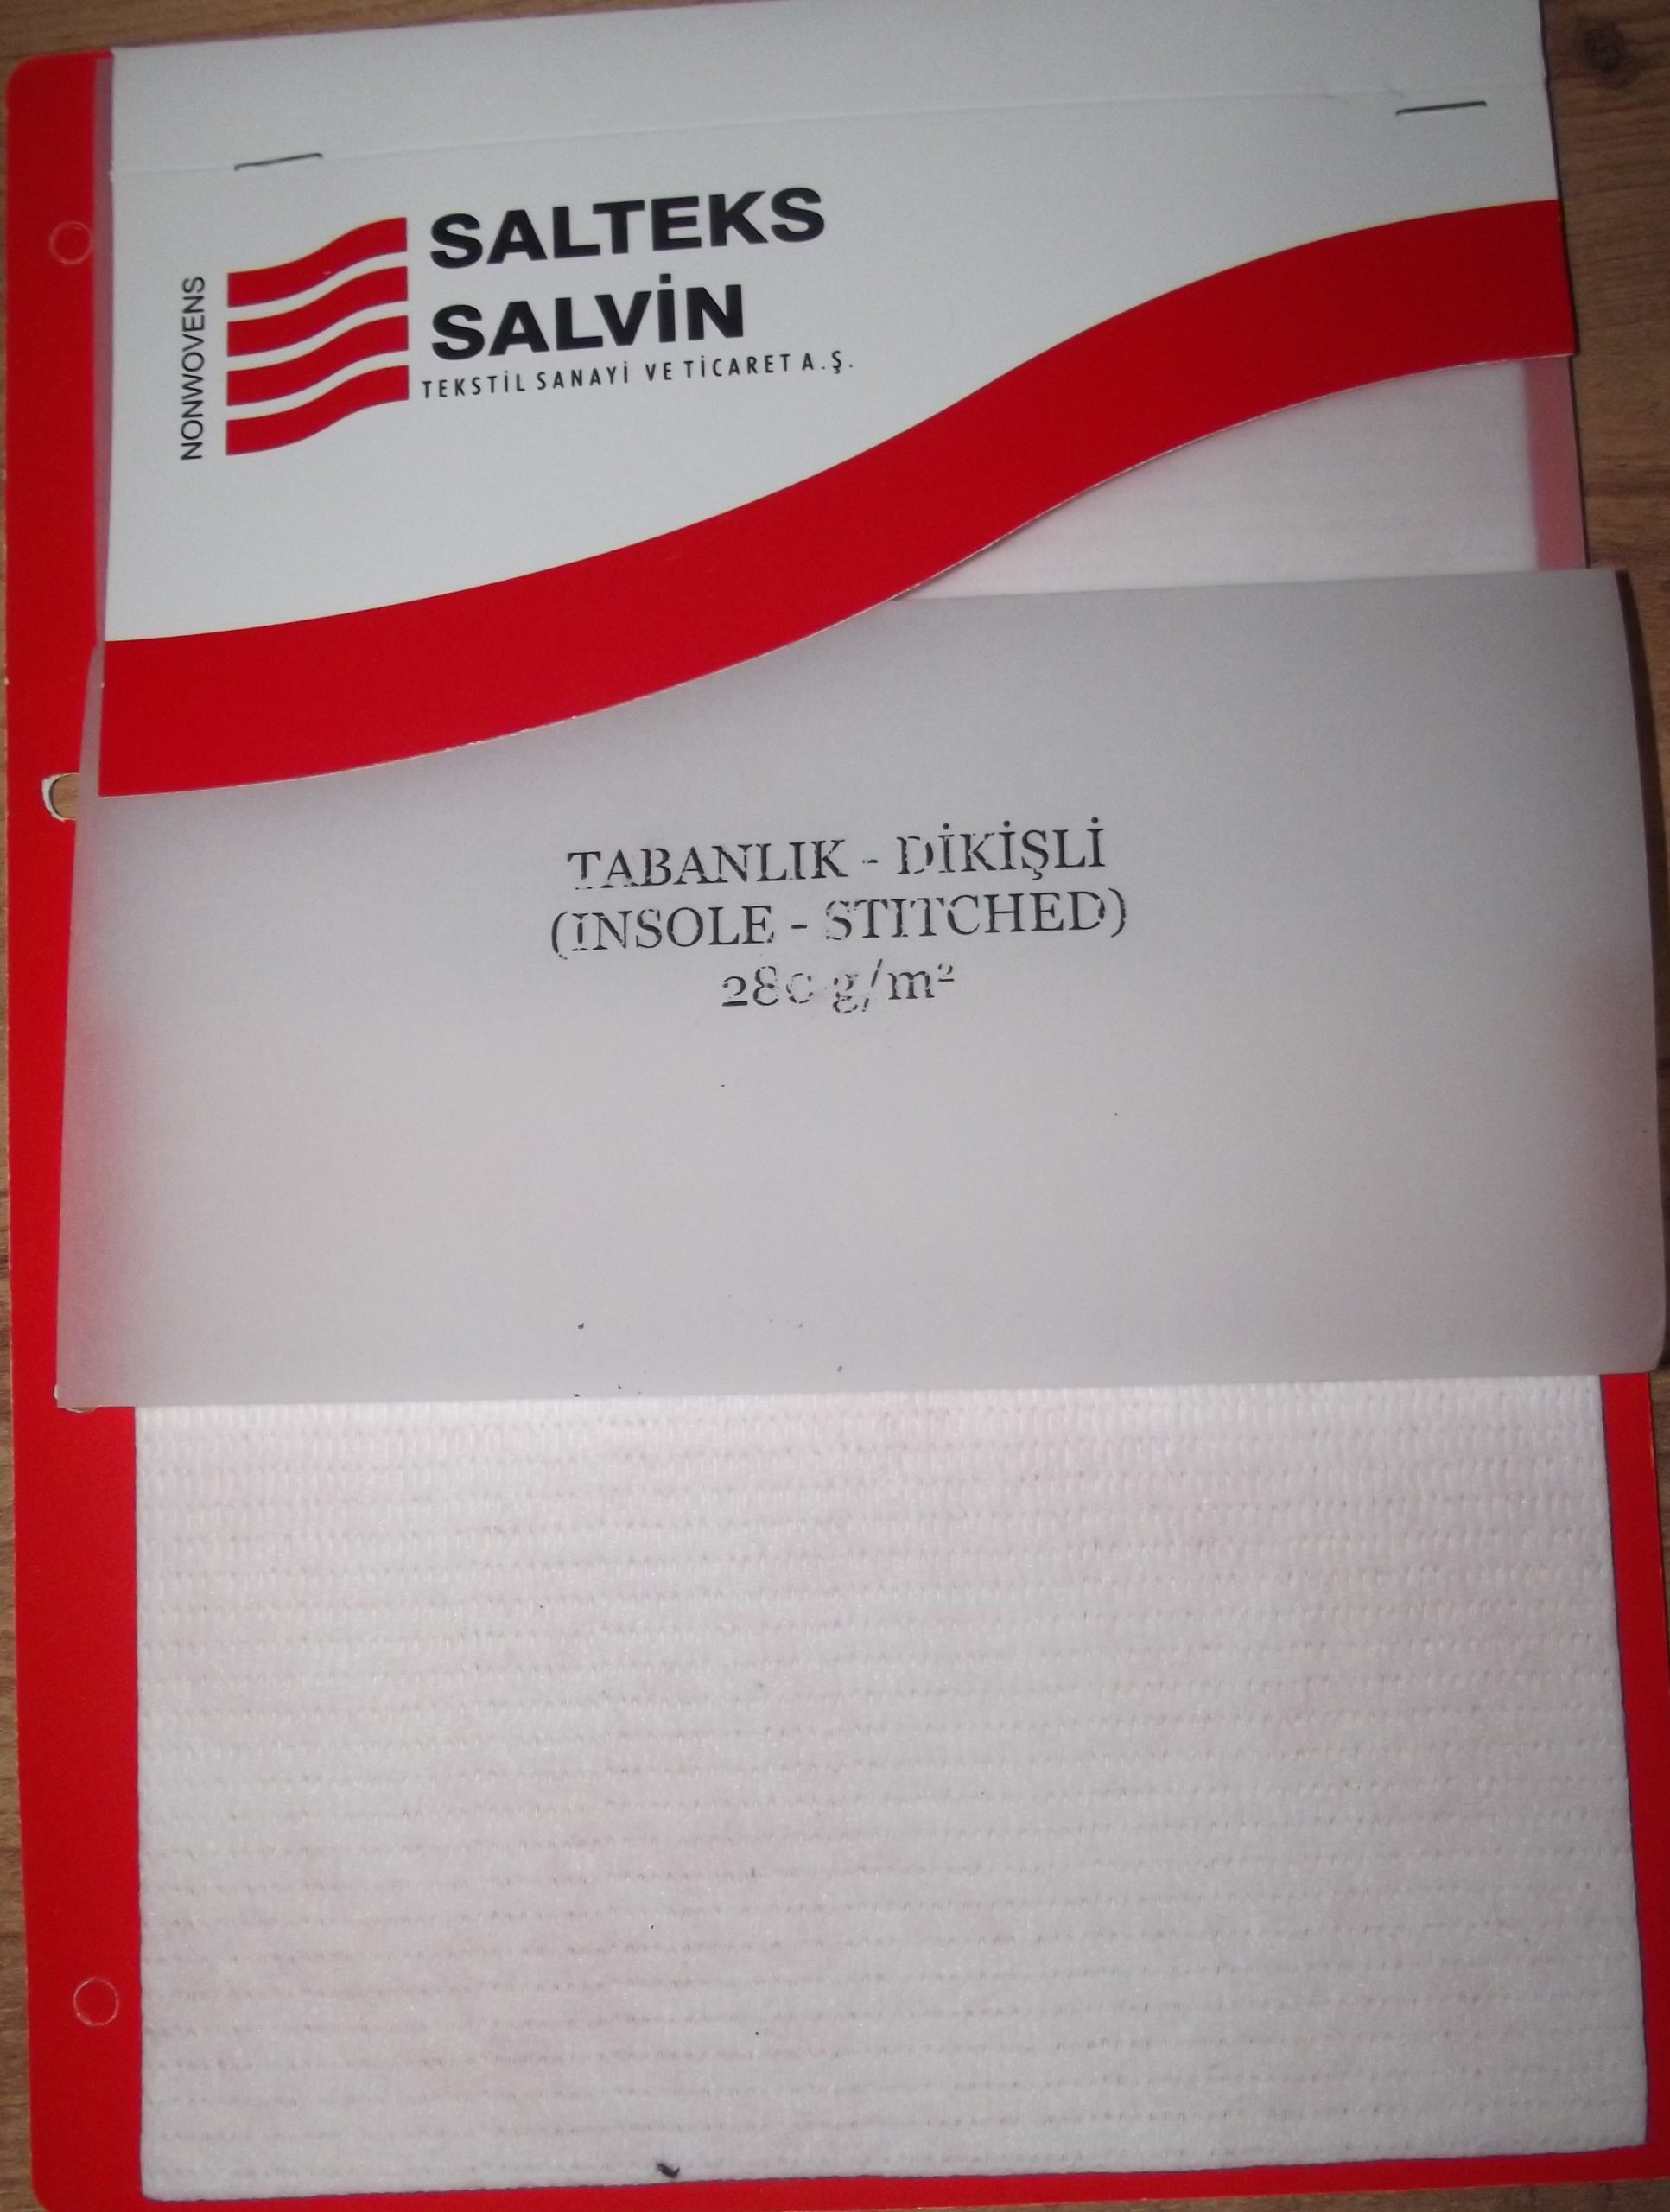 NONWOVENS
SALTEKS
SALVİN
TEKSTİL SANAYİ VE TİCARET A.Ş.
TABANLIK - DİKİŞLİ
(INSOLE - STITCHED)
280 g/m²